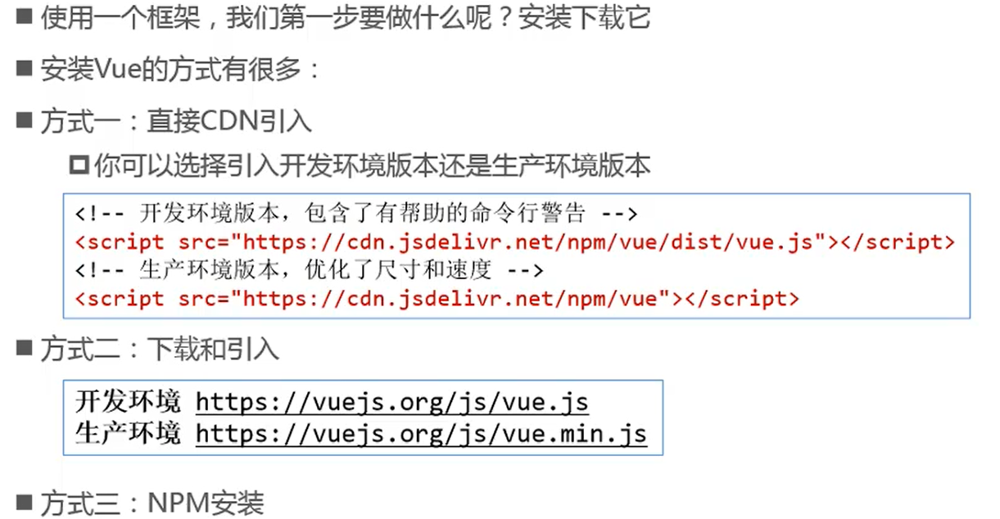 使用一个框架，我们第一步要做什么呢？安装下载它
安装Vue的方式有很多：
方式一：直接CDN引入
你可以选择引入开发环境版本还是生产环境版本
<!-- 开发环境版本，包含了有帮助的命令行警告 -->
<script src="https://cdn.jsdelivr.net/npm/vue/dist/vue.js"></script>
<!-- 生产环境版本，优化了尺寸和速度 -->
<script src="https://cdn.jsdelivr.net/npm/vue"></script>
方式二：下载和引入
开发环境 https://vuejs.org/js/vue.js
生产环境 https://vuejs.org/js/vue.min.js
方式三：NPM安装